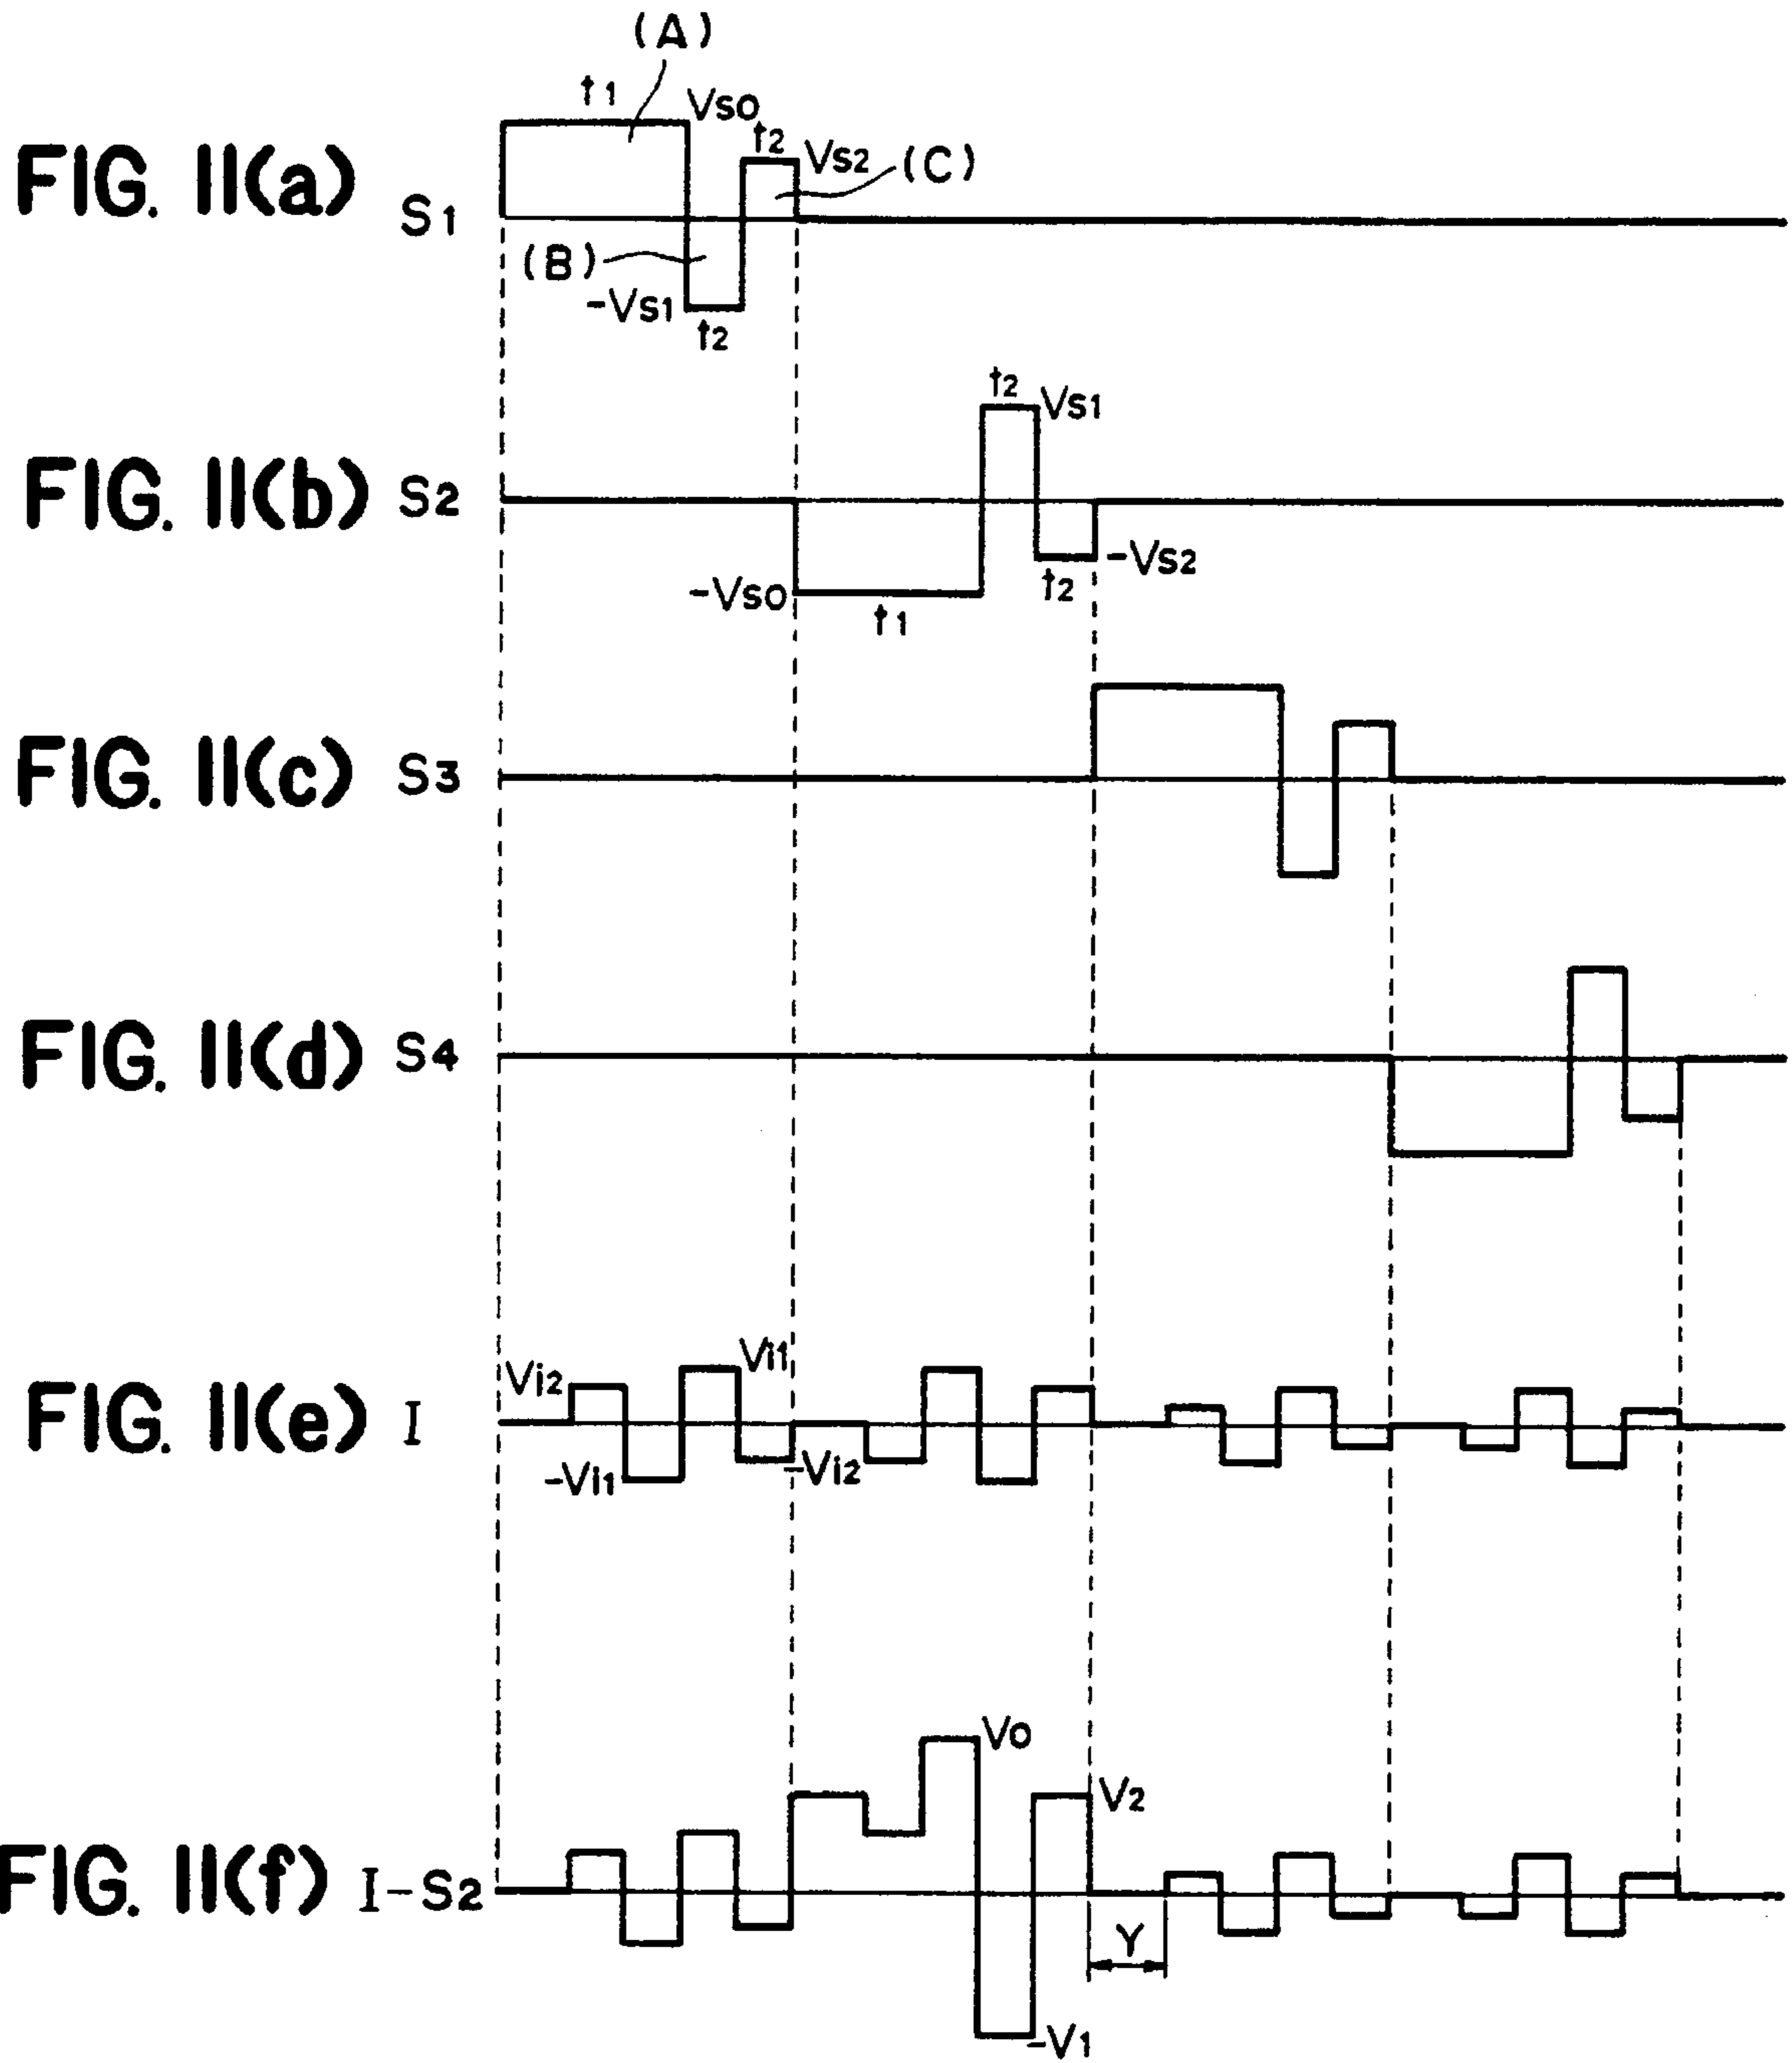 (A)
t1 Vso
t2
FIG. 11(a) S1 Vs2 (C)
(B)
-Vs1
t2
t2 Vs1
FIG. 11(b) S2
-Vs2
-Vso t2
t1
FIG. 11(c) S3
FIG. 11(d) S4
Vi2 Vi1
FIG. 11(e) I
-Vi1 -Vi2
Vo
V2
FIG. 11(f) I-S2
Y
-V1